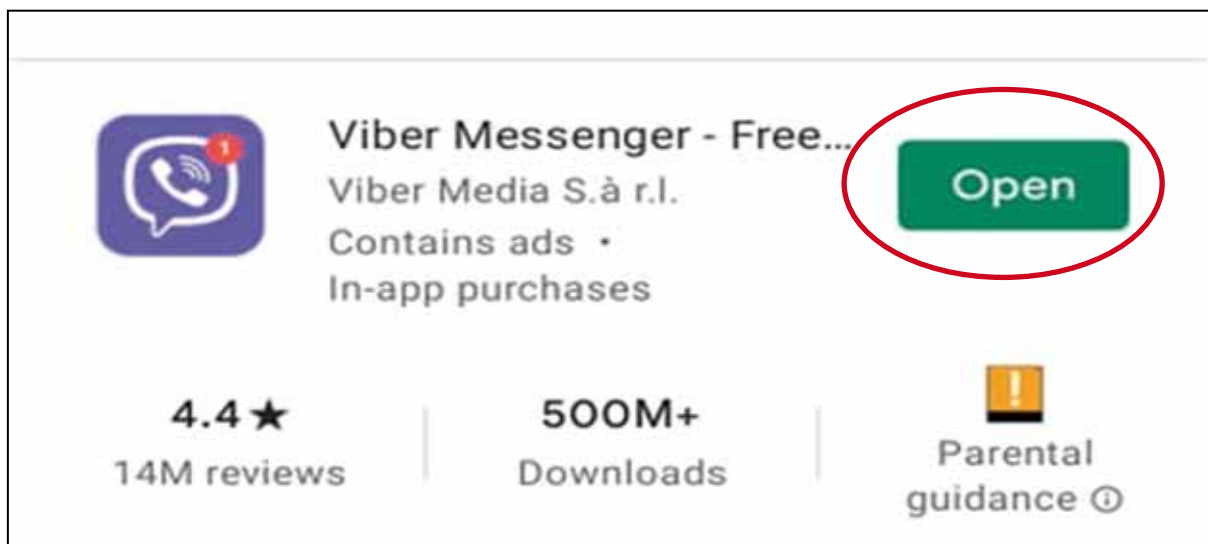 1
Viber Messenger - Free...
Viber Media S.à r.l.
Contains ads •
In-app purchases
Open
4.4★
14M reviews
500M+
Downloads
!
Parental
guidance ⓘ